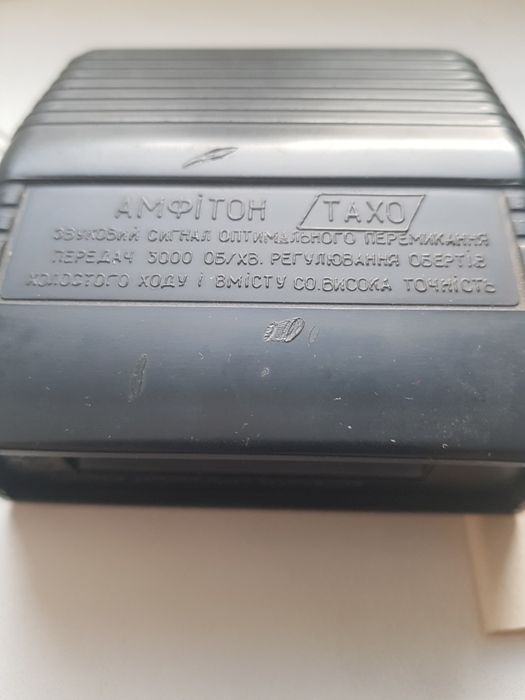 АМФіТОН ТАХО
ЗВУКОВИЙ СИГНАЛ ОПТИМАЛЬНОГО ПЕРЕМИКАННЯ
ПЕРЕДАЧ 3000 ОБ/ХВ. РЕГУЛЮВАННЯ ОБЕРТІВ
ХОЛОСТОГО ХОДУ І ВМІСТУ СО. ВИСОКА ТОЧНІСТЬ